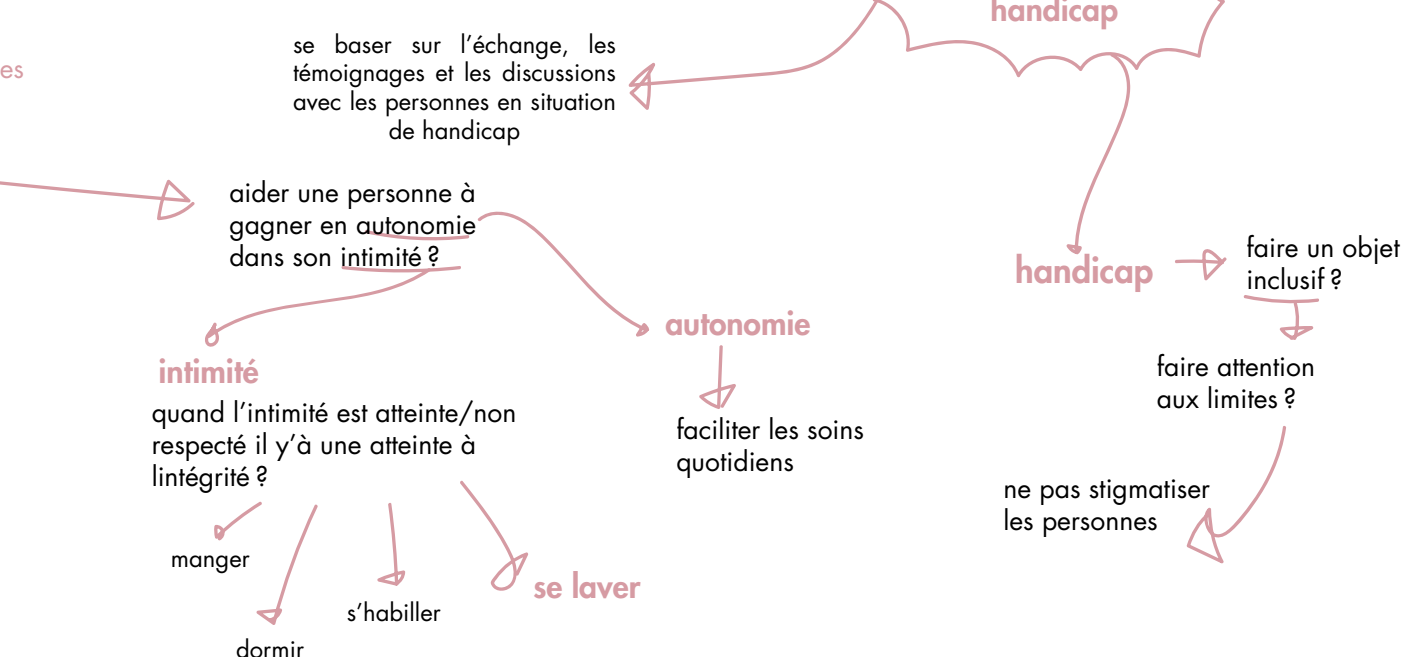 handicap
se baser sur l'échange, les
témoignages et les discussions
avec les personnes en situation
de handicap
es
aider une personne à
gagner en autonomie
dans son intimité ?
handicap
faire un objet
inclusif ?
autonomie
intimité
faire attention
aux limites ?
quand l'intimité est atteinte/non
respecté il y'à une atteinte à
lintégrité ?
faciliter les soins
quotidiens
ne pas stigmatiser
les personnes
manger
se laver
s'habiller
dormir